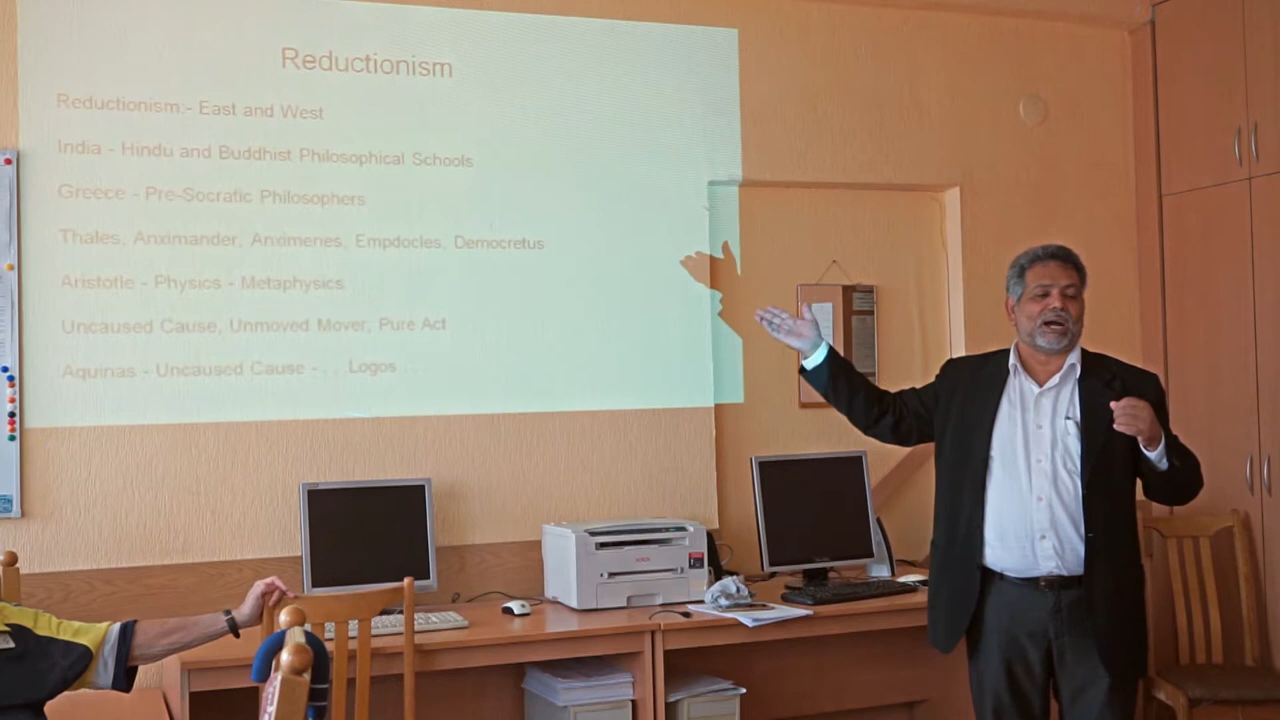 Reductionism
Reductionism:- East and West
India - Hindu and Buddhist Philosophical Schools
Greece - Pre-Socratic Philosophers
Thales, Anximander, Anximenes, Empdocles, Democretus
Aristotle - Physics - Metaphysics
Uncaused Cause, Unmoved Mover, Pure Act
Aquinas - Uncaused Cause - . . Logos